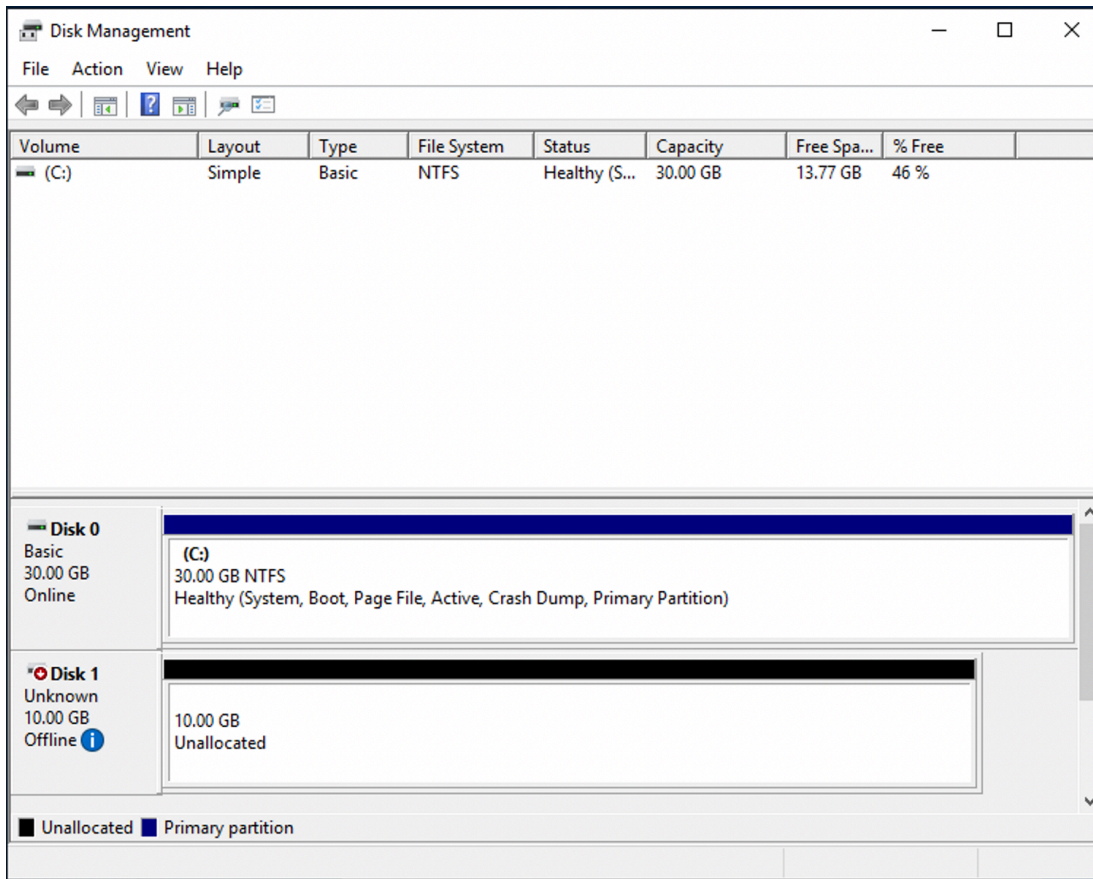 Disk Management
File Action View Help
Volume Layout Type File System Status Capacity Free Spa... % Free
(C:) Simple Basic NTFS Healthy (S... 30.00 GB 13.77 GB 46 %
Disk 0
Basic
30.00 GB
Online
(C:)
30.00 GB NTFS
Healthy (System, Boot, Page File, Active, Crash Dump, Primary Partition)
Disk 1
Unknown
10.00 GB
Offline
10.00 GB
Unallocated
Unallocated Primary partition